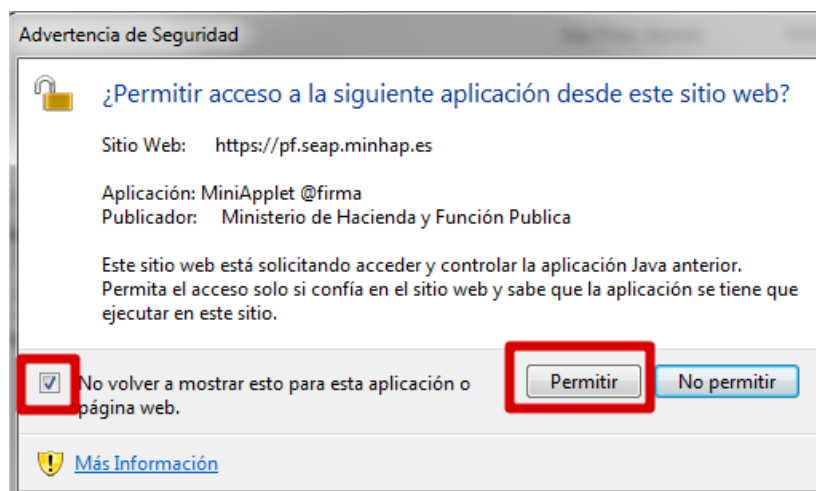 Advertencia de Seguridad
¿Permitir acceso a la siguiente aplicación desde este sitio web?
Sitio Web: https://pf.seap.minhap.es
Aplicación: MiniApplet @firma
Publicador: Ministerio de Hacienda y Función Publica
Este sitio web está solicitando acceder y controlar la aplicación Java anterior.
Permita el acceso solo si confía en el sitio web y sabe que la aplicación se tiene que
ejecutar en este sitio.
No volver a mostrar esto para esta aplicación o
página web.
Permitir
No permitir
Más Información